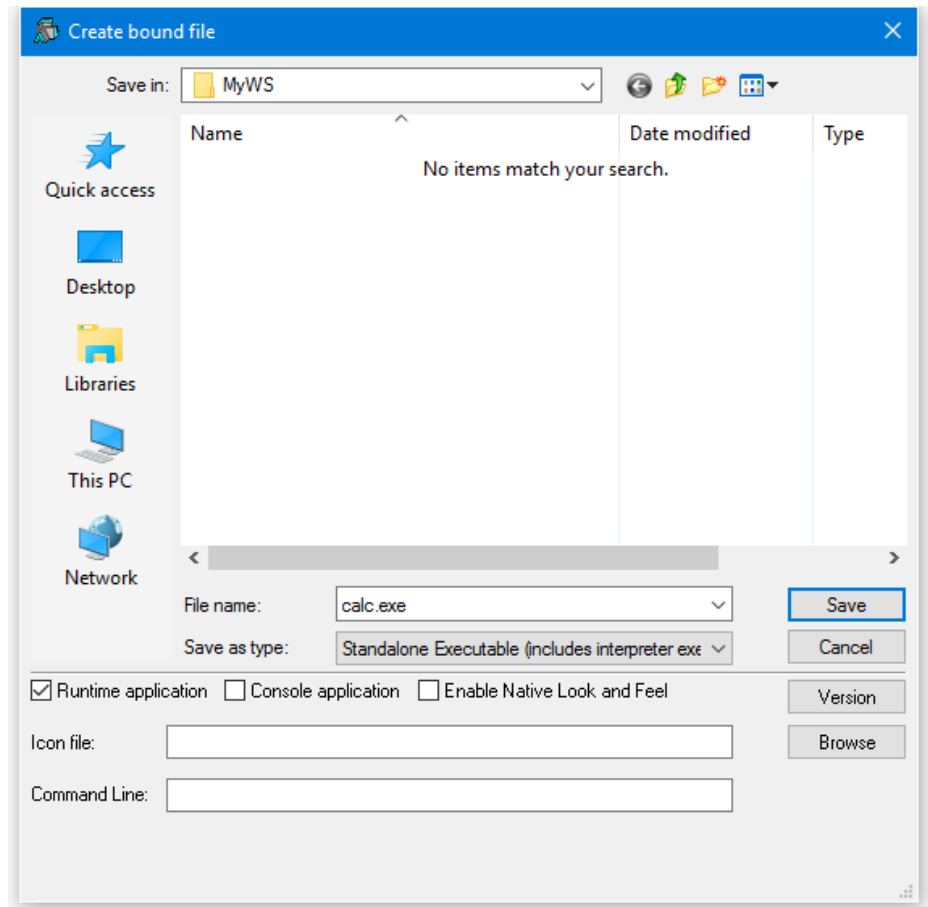 Create bound file
Save in: MyWS
Name Date modified Type
No items match your search.
Quick access
Desktop
Libraries
This PC
Network
File name: calc.exe Save
Save as type: Standalone Executable (includes interpreter exe Cancel
Runtime application Console application Enable Native Look and Feel Version
Icon file: Browse
Command Line: